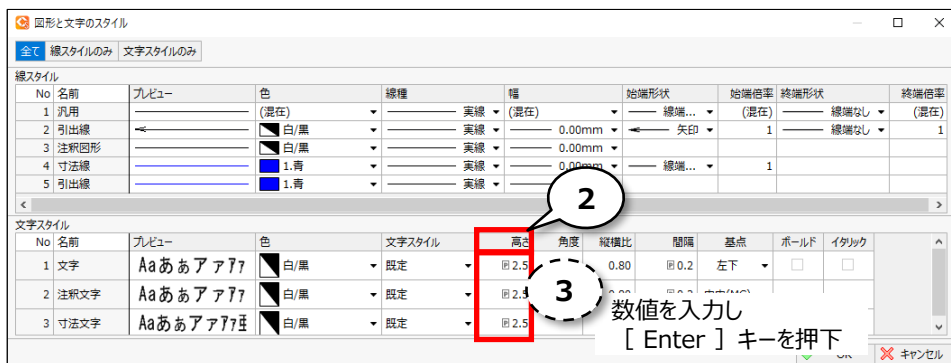 図形と文字のスタイル
全て 線スタイルのみ 文字スタイルのみ
線スタイル
No 名前 プレビュー 色 線種 幅 始端形状 始端倍率 終端形状 終端倍率
1 汎用 (混在) 実線 (混在) 線端... (混在) 線端なし (混在)
2 引出線 白/黒 実線 0.00mm 矢印 1 線端なし 1
3 注釈図形 白/黒 実線 0.00mm
4 寸法線 1.青 実線 0.00mm 線端... 1
5 引出線 1.青 実線
2
文字スタイル
No 名前 プレビュー 色 文字スタイル 高さ 角度 縦横比 間隔 基点 ボールド イタリック
1 文字 Aaあぁアァｱｧ 白/黒 既定 P 2.5 0.80 P 0.2 左下
2 注釈文字 Aaあぁアァｱｧ 白/黒 既定 P 2.5
3 寸法文字 Aaあぁアァｱｧ 白/黒 既定 P 2.5
3
数値を入力し
［ Enter ］キーを押下
キャンセル